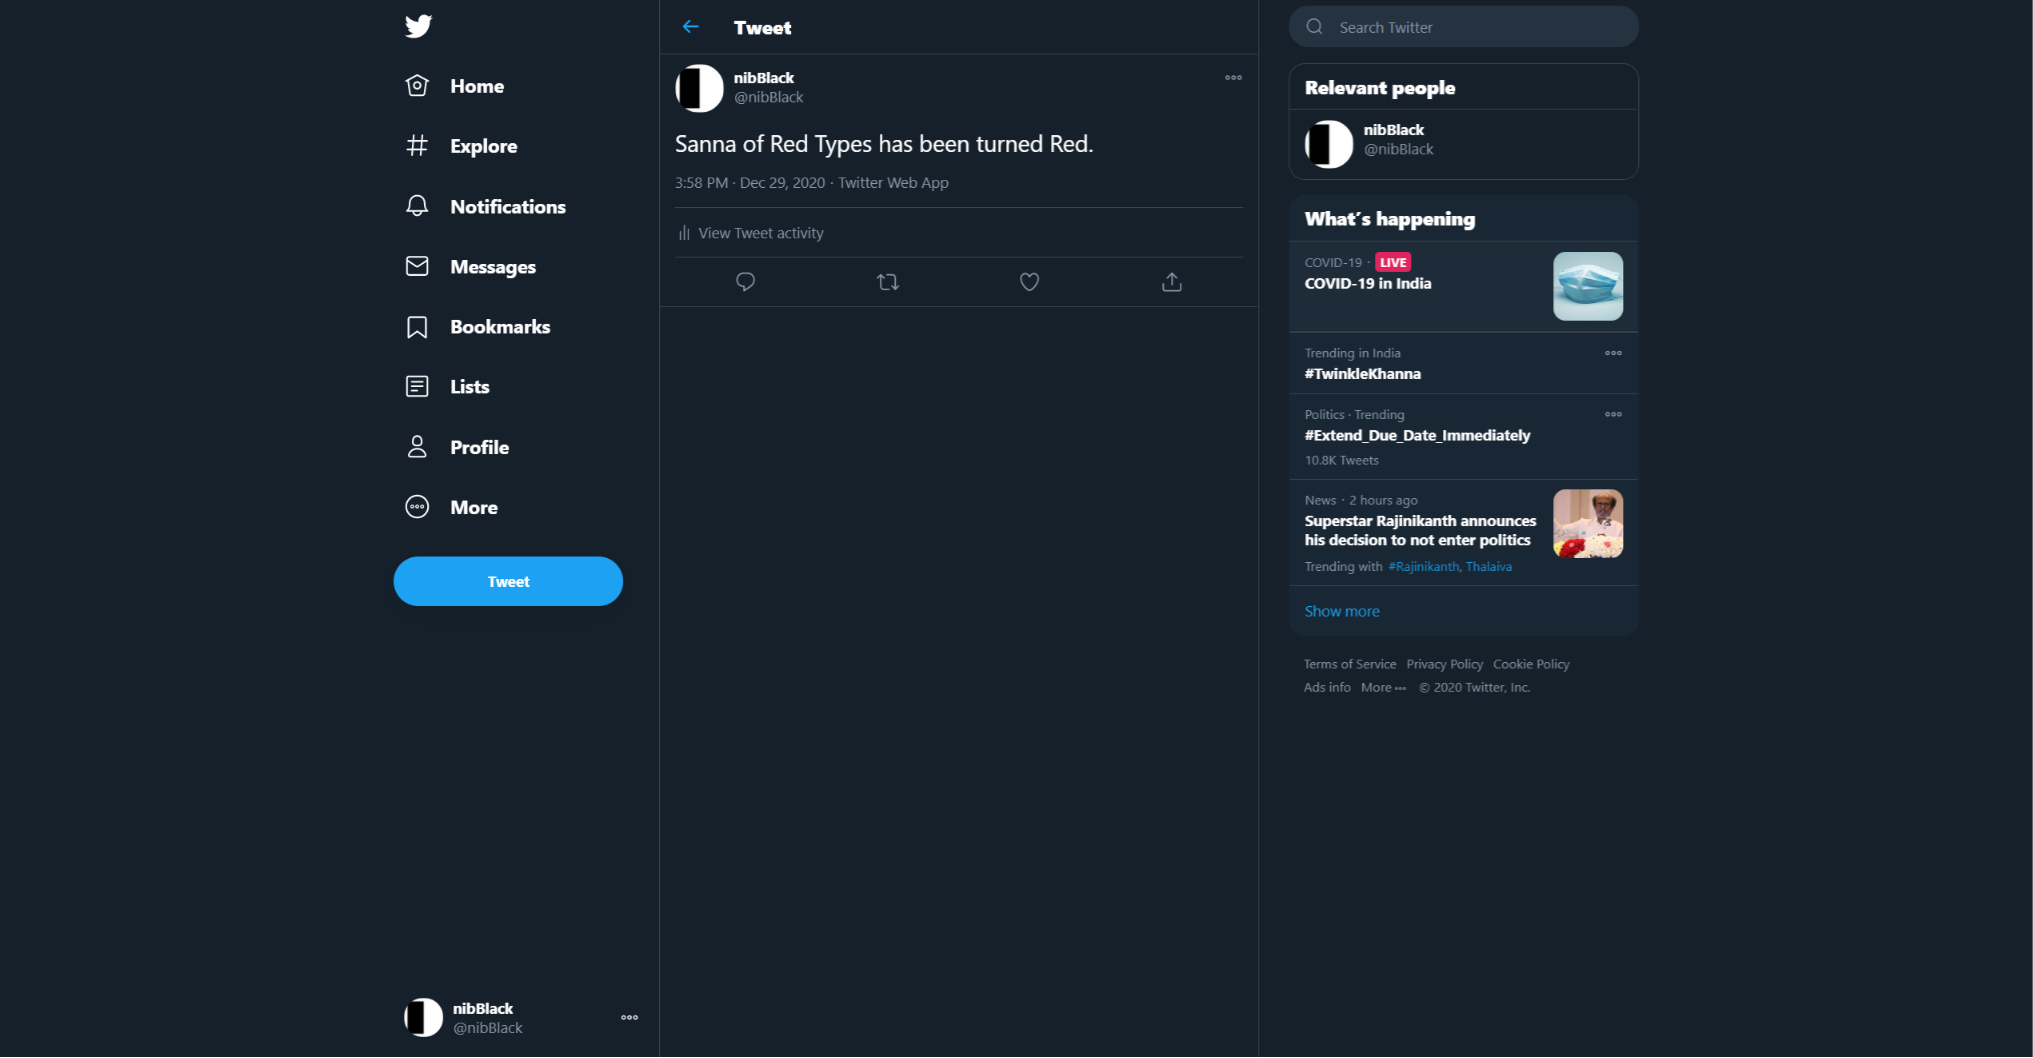 Home
Explore
Notifications
Messages
Bookmarks
Lists
Profile
More
Tweet
nibBlack
@nibBlack
Tweet
nibBlack
@nibBlack
Sanna of Red Types has been turned Red.
3:58 PM · Dec 29, 2020 · Twitter Web App
View Tweet activity
Search Twitter
Relevant people
nibBlack
@nibBlack
What's happening
COVID-19 · LIVE
COVID-19 in India
Trending in India
#TwinkleKhanna
Politics · Trending
#Extend_Due_Date_Immediately
10.8K Tweets
News · 2 hours ago
Superstar Rajinikanth announces
his decision to not enter politics
Trending with #Rajinikanth, Thalaiva
Show more
Terms of Service Privacy Policy Cookie Policy
Ads info More ··· © 2020 Twitter, Inc.